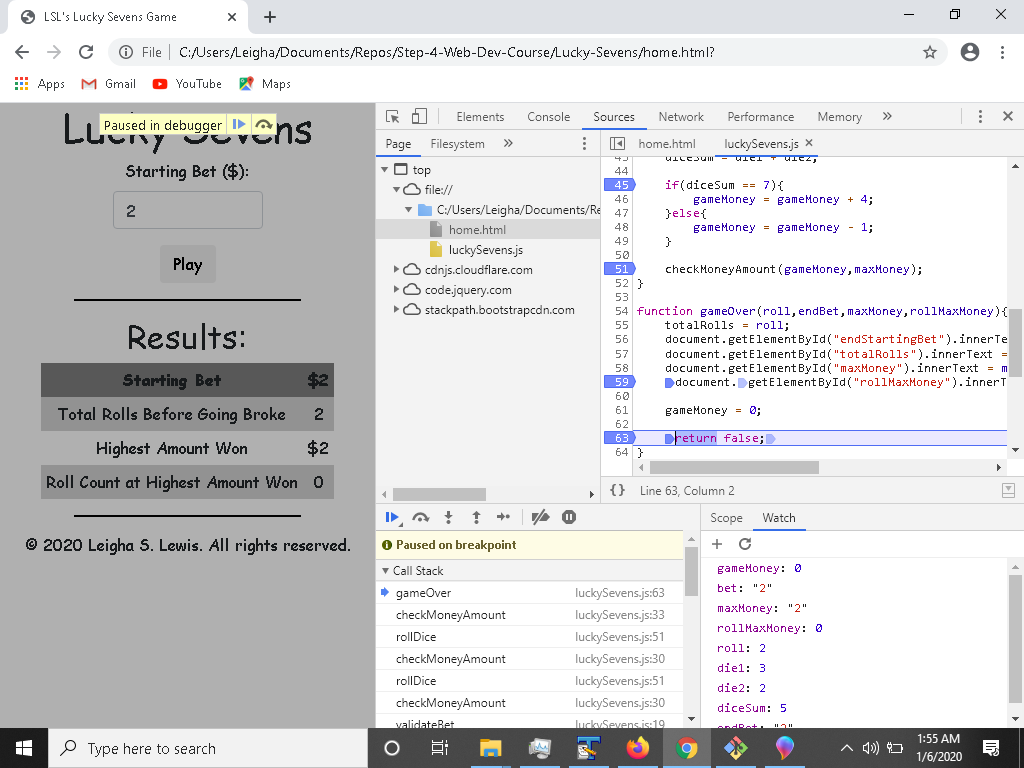 LSL's Lucky Sevens Game
File | C:/Users/Leigha/Documents/Repos/Step-4-Web-Dev-Course/Lucky-Sevens/home.html?
Apps Gmail YouTube Maps
Lucky Sevens
Paused in debugger
Starting Bet ($):
2
Play
Results:
Starting Bet $2
Total Rolls Before Going Broke 2
Highest Amount Won $2
Roll Count at Highest Amount Won 0
© 2020 Leigha S. Lewis. All rights reserved.
Elements Console Sources Network Performance Memory »
Page Filesystem »
top
file://
C:/Users/Leigha/Documents/Re
home.html
luckySevens.js
cdnjs.cloudflare.com
code.jquery.com
stackpath.bootstrapcdn.com
home.html luckySevens.js
43 diceSum = die1 + die2;
44
45 if(diceSum == 7){
46 gameMoney = gameMoney + 4;
47 }else{
48 gameMoney = gameMoney - 1;
49 }
50
51 checkMoneyAmount(gameMoney,maxMoney);
52 }
53
54 function gameOver(roll,endBet,maxMoney,rollMaxMoney){
55 totalRolls = roll;
56 document.getElementById("endStartingBet").innerTe
57 document.getElementById("totalRolls").innerText =
58 document.getElementById("maxMoney").innerText = m
59 document.getElementById("rollMaxMoney").innerT
60
61 gameMoney = 0;
62
63 return false;
64 }
{} Line 63, Column 2
Paused on breakpoint
Call Stack
gameOver luckySevens.js:63
checkMoneyAmount luckySevens.js:33
rollDice luckySevens.js:51
checkMoneyAmount luckySevens.js:30
rollDice luckySevens.js:51
checkMoneyAmount luckySevens.js:30
validateBet luckySevens.js:19
Scope Watch
gameMoney: 0
bet: "2"
maxMoney: "2"
rollMaxMoney: 0
roll: 2
die1: 3
die2: 2
diceSum: 5
endBet: "2"
Type here to search
1:55 AM
1/6/2020